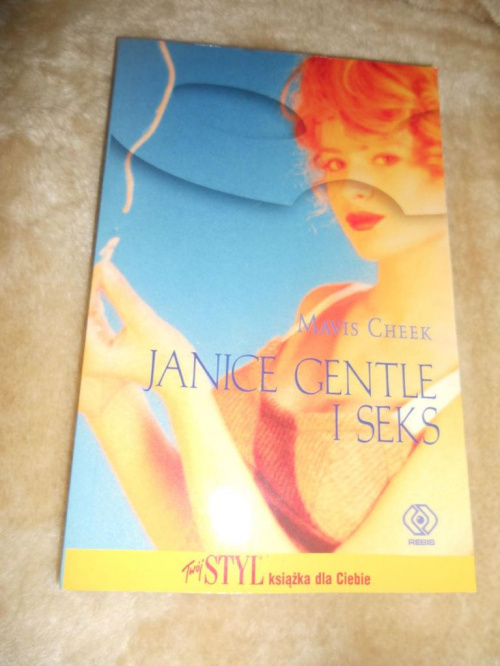 MAVIS CHEEK
JANICE GENTLE
I SEKS
REBIS
Twój STYL książka dla Ciebie